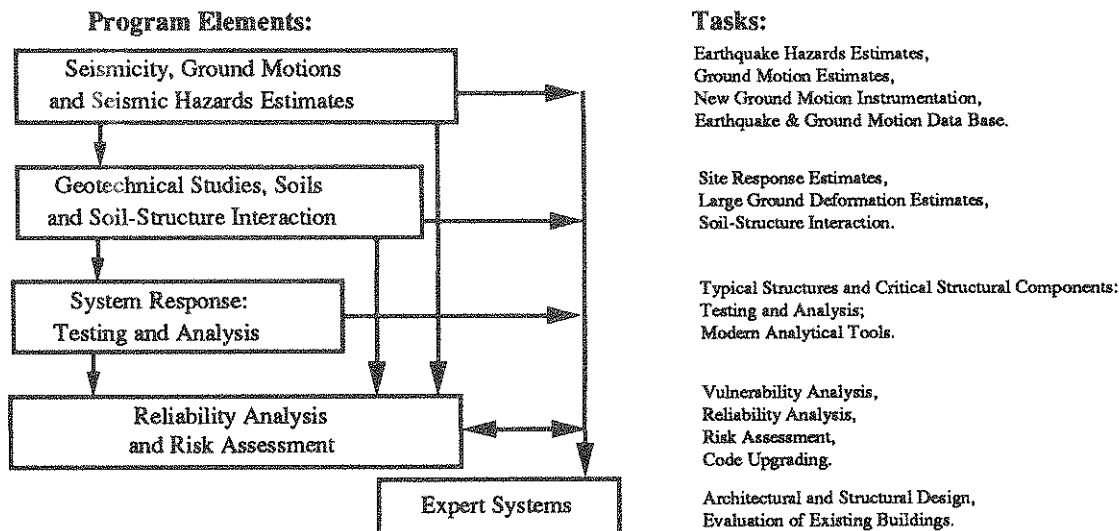 Program Elements:
Seismicity, Ground Motions
and Seismic Hazards Estimates
Geotechnical Studies, Soils
and Soil-Structure Interaction
System Response:
Testing and Analysis
Reliability Analysis
and Risk Assessment
Expert Systems
Tasks:
Earthquake Hazards Estimates,
Ground Motion Estimates,
New Ground Motion Instrumentation,
Earthquake & Ground Motion Data Base.
Site Response Estimates,
Large Ground Deformation Estimates,
Soil-Structure Interaction.
Typical Structures and Critical Structural Components:
Testing and Analysis;
Modern Analytical Tools.
Vulnerability Analysis,
Reliability Analysis,
Risk Assessment,
Code Upgrading.
Architectural and Structural Design,
Evaluation of Existing Buildings.